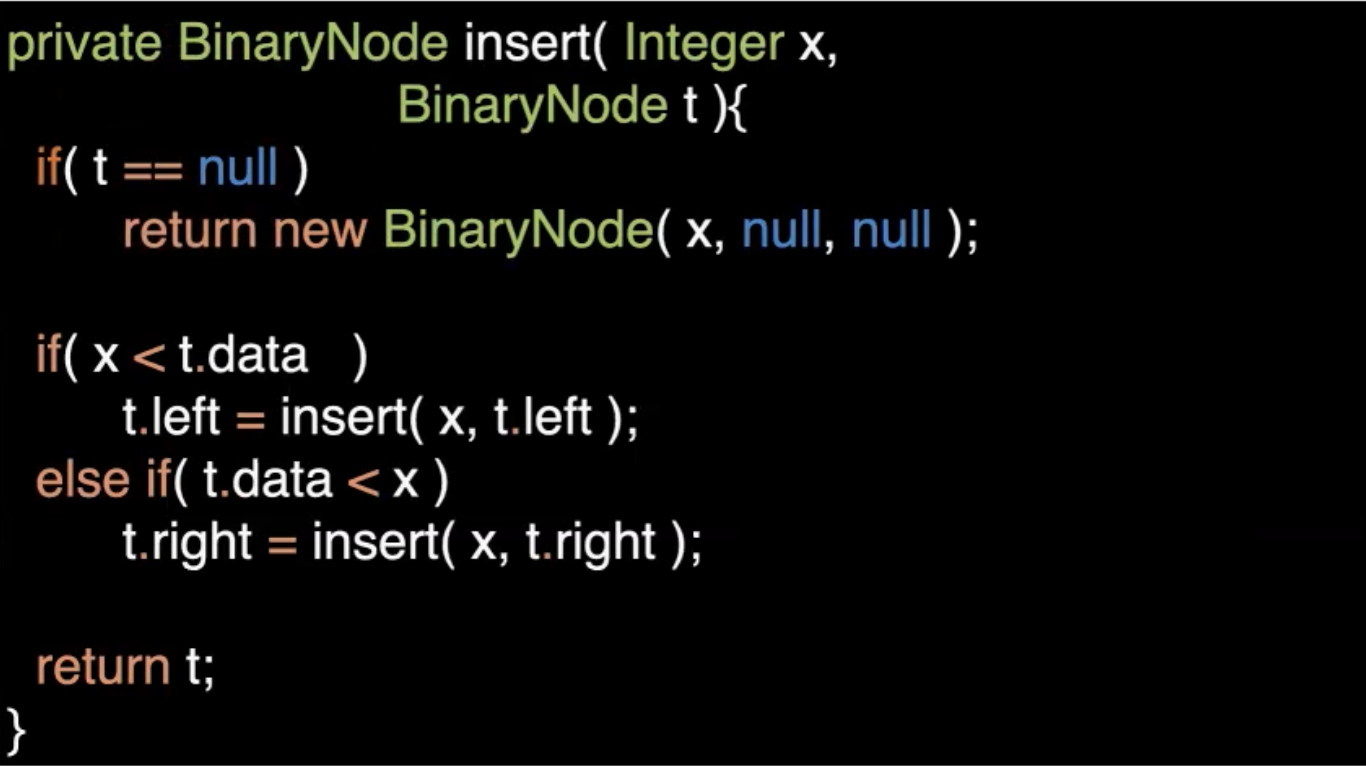 private BinaryNode insert( Integer x,
BinaryNode t ){
if( t == null )
return new BinaryNode( x, null, null );
if( x < t.data )
t.left = insert( x, t.left );
else if( t.data < x )
t.right = insert( x, t.right );
return t;
}